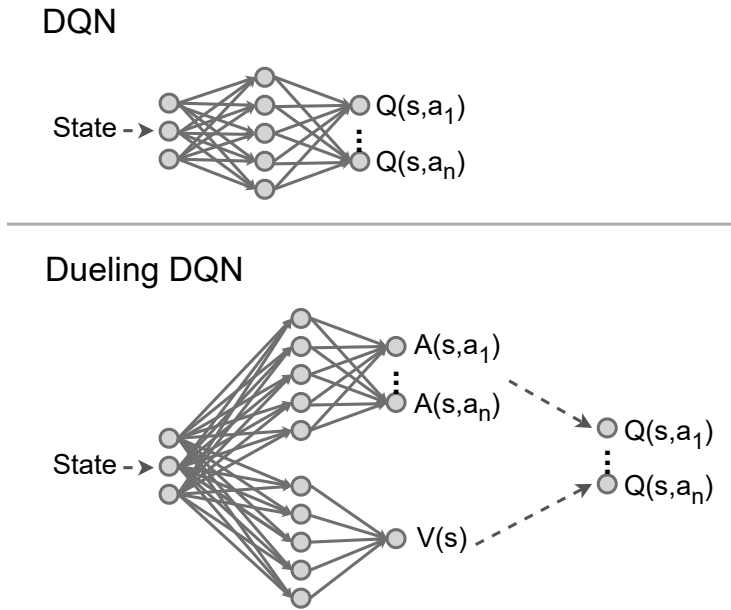 DQN
State
Q(s,a₁)
Q(s,aₙ)
Dueling DQN
State
A(s,a₁)
A(s,aₙ)
V(s)
Q(s,a₁)
Q(s,aₙ)